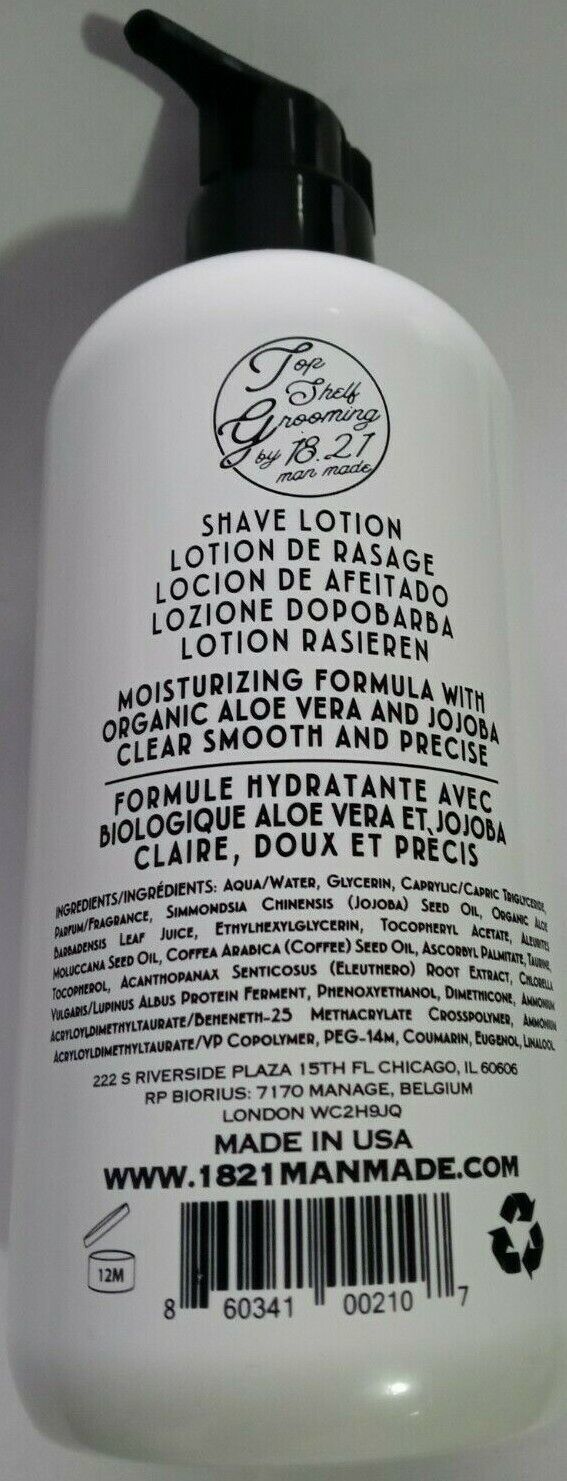 Top
Shelf
Grooming
by 18.21
man made
SHAVE LOTION
LOTION DE RASAGE
LOCION DE AFEITADO
LOZIONE DOPOBARBA
LOTION RASIEREN
MOISTURIZING FORMULA WITH
ORGANIC ALOE VERA AND JOJOBA
CLEAR SMOOTH AND PRECISE
FORMULE HYDRATANTE AVEC
BIOLOGIQUE ALOE VERA ET JOJOBA
CLAIRE, DOUX ET PRÈCIS
INGREDIENTS/INGRÉDIENTS: AQUA/WATER, GLYCERIN, CAPRYLIC/CAPRIC TRIGLYCERIDE,
PARFUM/FRAGRANCE, SIMMONDSIA CHINENSIS (JOJOBA) SEED OIL, ORGANIC ALOE
BARBADENSIS LEAF JUICE, ETHYLHEXYLGLYCERIN, TOCOPHERYL ACETATE, ALEURITES
MOLUCCANA SEED OIL, COFFEA ARABICA (COFFEE) SEED OIL, ASCORBYL PALMITATE, TAURINE,
TOCOPHEROL, ACANTHOPANAX SENTICOSUS (ELEUTHERO) ROOT EXTRACT, CHLORELLA
VULGARIS/LUPINUS ALBUS PROTEIN FERMENT, PHENOXYETHANOL, DIMETHICONE, AMMONIUM
ACRYLOYLDIMETHYLTAURATE/BEHENETH-25 METHACRYLATE CROSSPOLYMER, AMMONIUM
ACRYLOYLDIMETHYLTAURATE/VP COPOLYMER, PEG-14M, COUMARIN, EUGENOL, LINALOOL
222 S RIVERSIDE PLAZA 15TH FL CHICAGO, IL 60606
RP BIORIUS: 7170 MANAGE, BELGIUM
LONDON WC2H9JQ
MADE IN USA
WWW.1821MANMADE.COM
12M
8 60341 00210 7